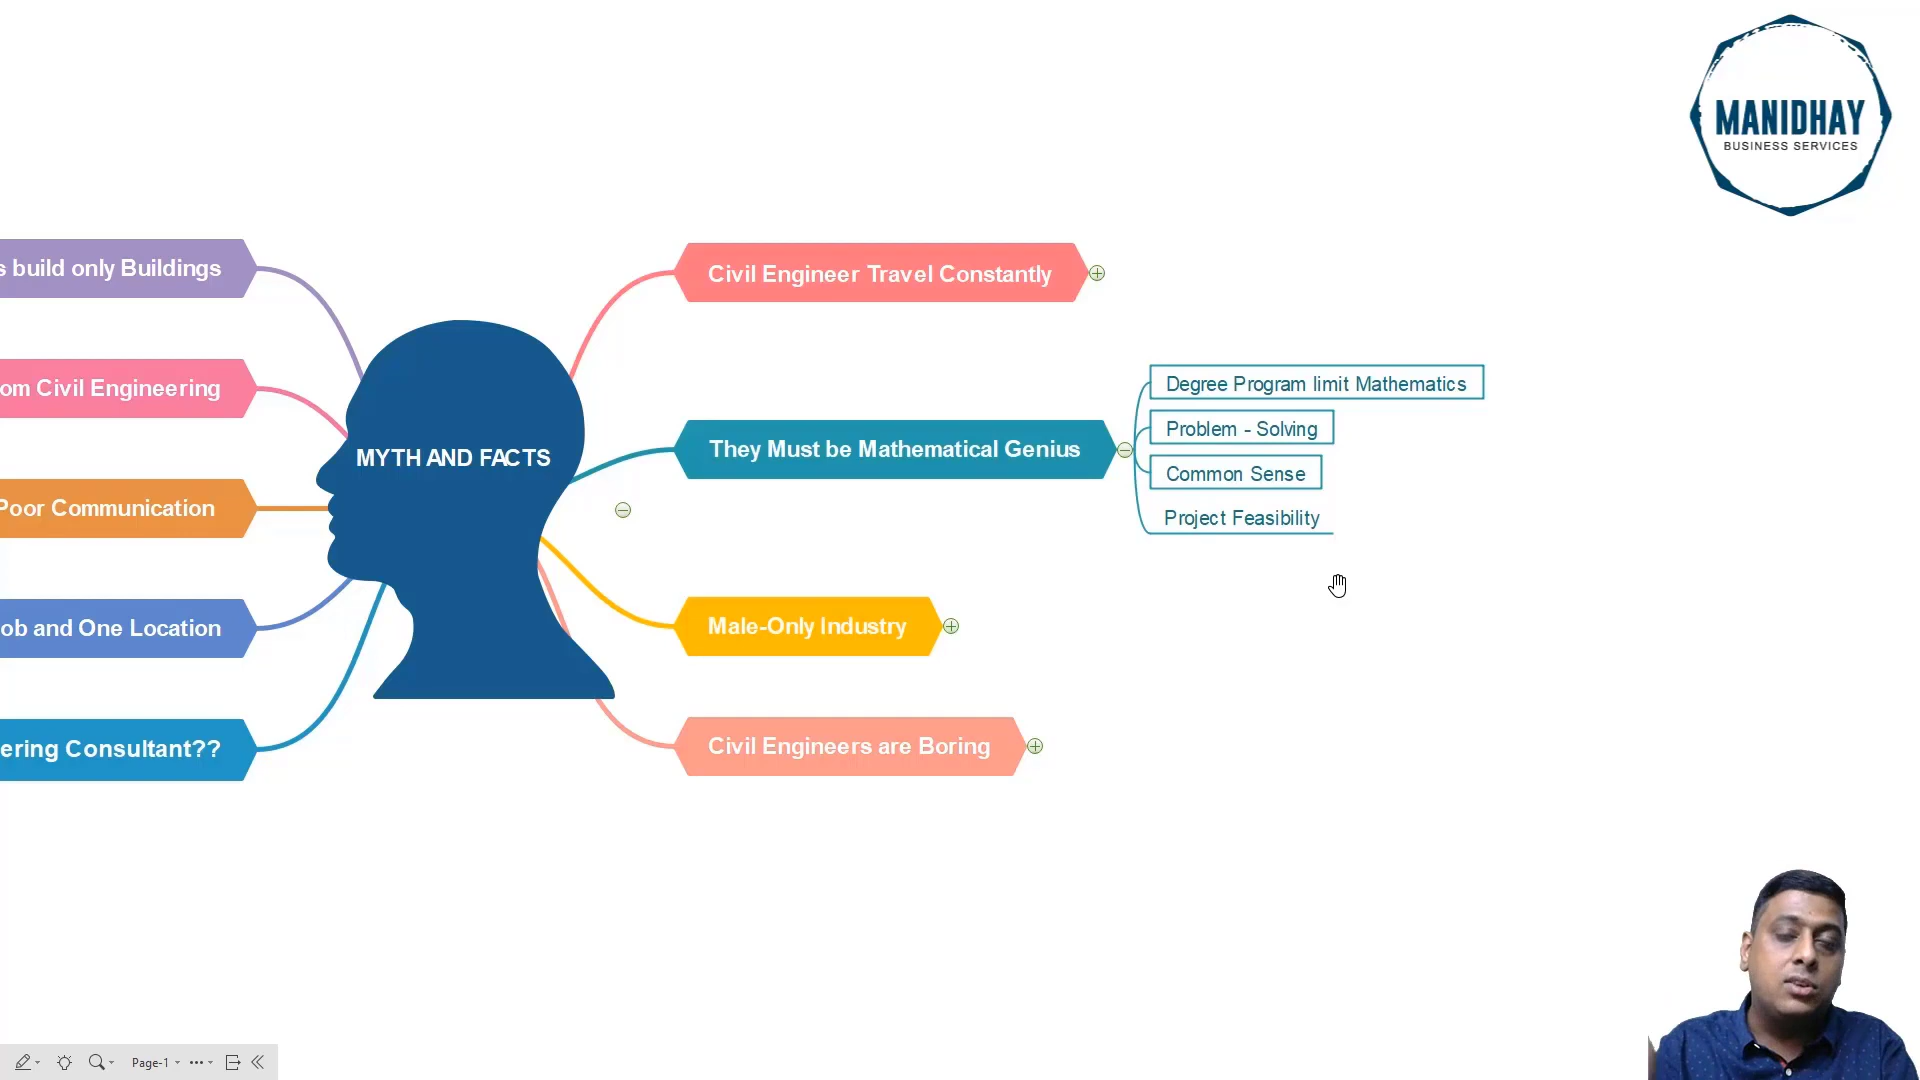 MANIDHAY
BUSINESS SERVICES
s build only Buildings
om Civil Engineering
Poor Communication
ob and One Location
ering Consultant??
MYTH AND FACTS
Civil Engineer Travel Constantly
They Must be Mathematical Genius
Degree Program limit Mathematics
Problem - Solving
Common Sense
Project Feasibility
Male-Only Industry
Civil Engineers are Boring
Page-1